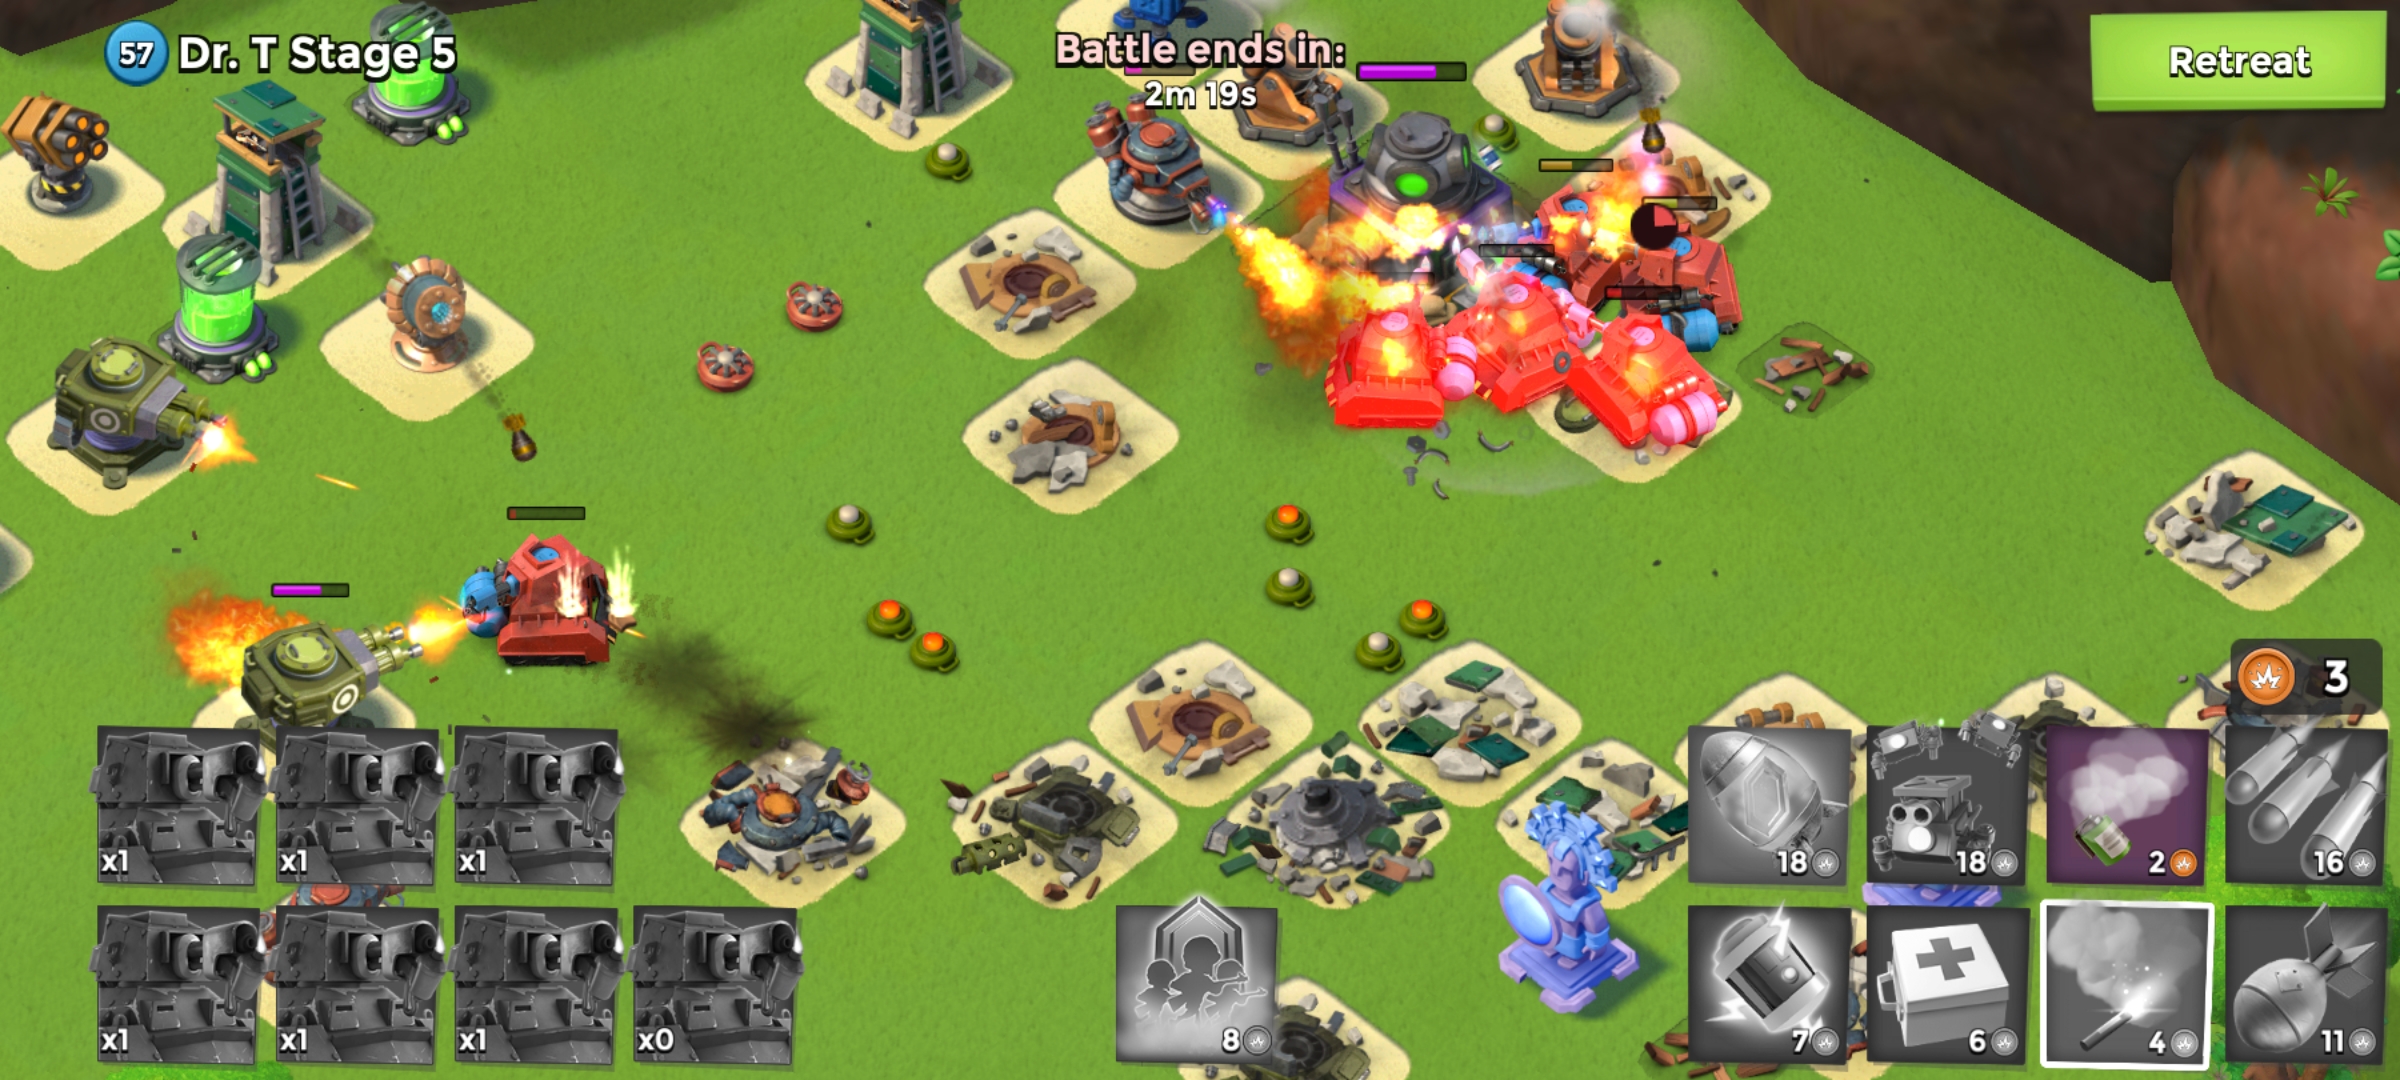 57 Dr. T Stage 5
Battle ends in:
2m 19s
Retreat
3
x1 x1 x1
18 18 2 16
x1 x1 x1 x0
8
7 6 4 11